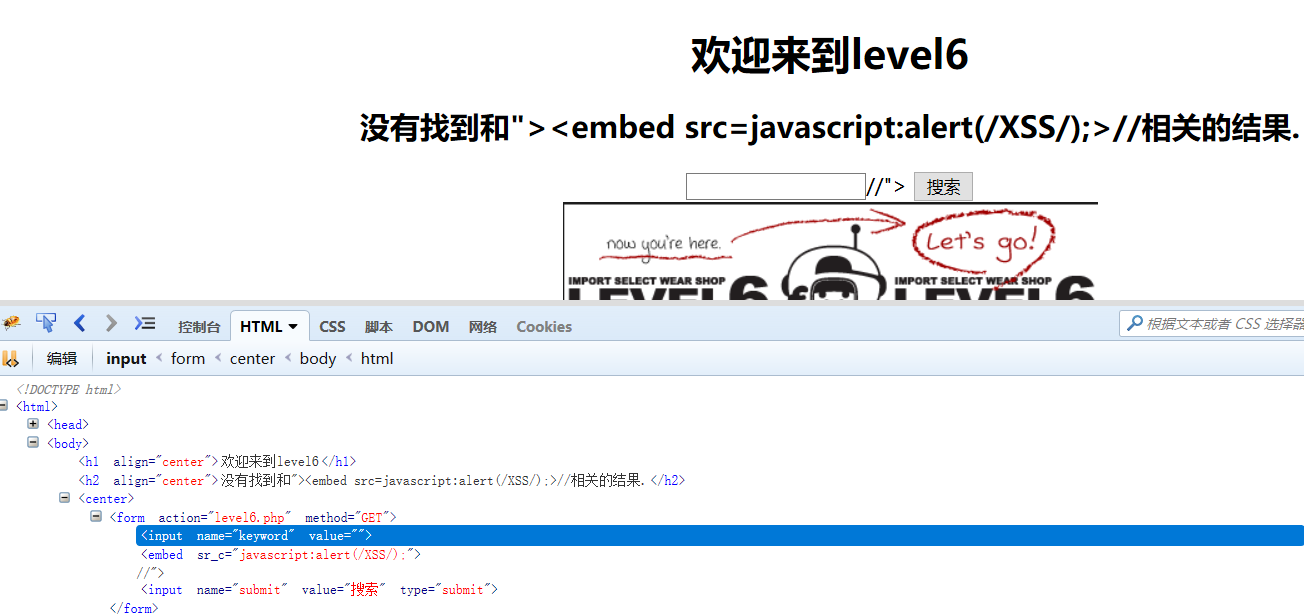 欢迎来到level6
没有找到和"><embed src=javascript:alert(/XSS/);>//相关的结果.
//"> 搜索
now you're here. Let's go!
IMPORT SELECT WEAR SHOP IMPORT SELECT WEAR SHOP
LEVEL6 LEVEL6
控制台 HTML CSS 脚本 DOM 网络 Cookies 根据文本或者 CSS 选择器
编辑 input < form < center < body < html
<!DOCTYPE html>
<html>
<head>
<body>
<h1 align="center">欢迎来到level6</h1>
<h2 align="center">没有找到和"><embed src=javascript:alert(/XSS/);>//相关的结果.</h2>
<center>
<form action="level6.php" method="GET">
<input name="keyword" value="">
<embed sr_c="javascript:alert(/XSS/);">
//">
<input name="submit" value="搜索" type="submit">
</form>